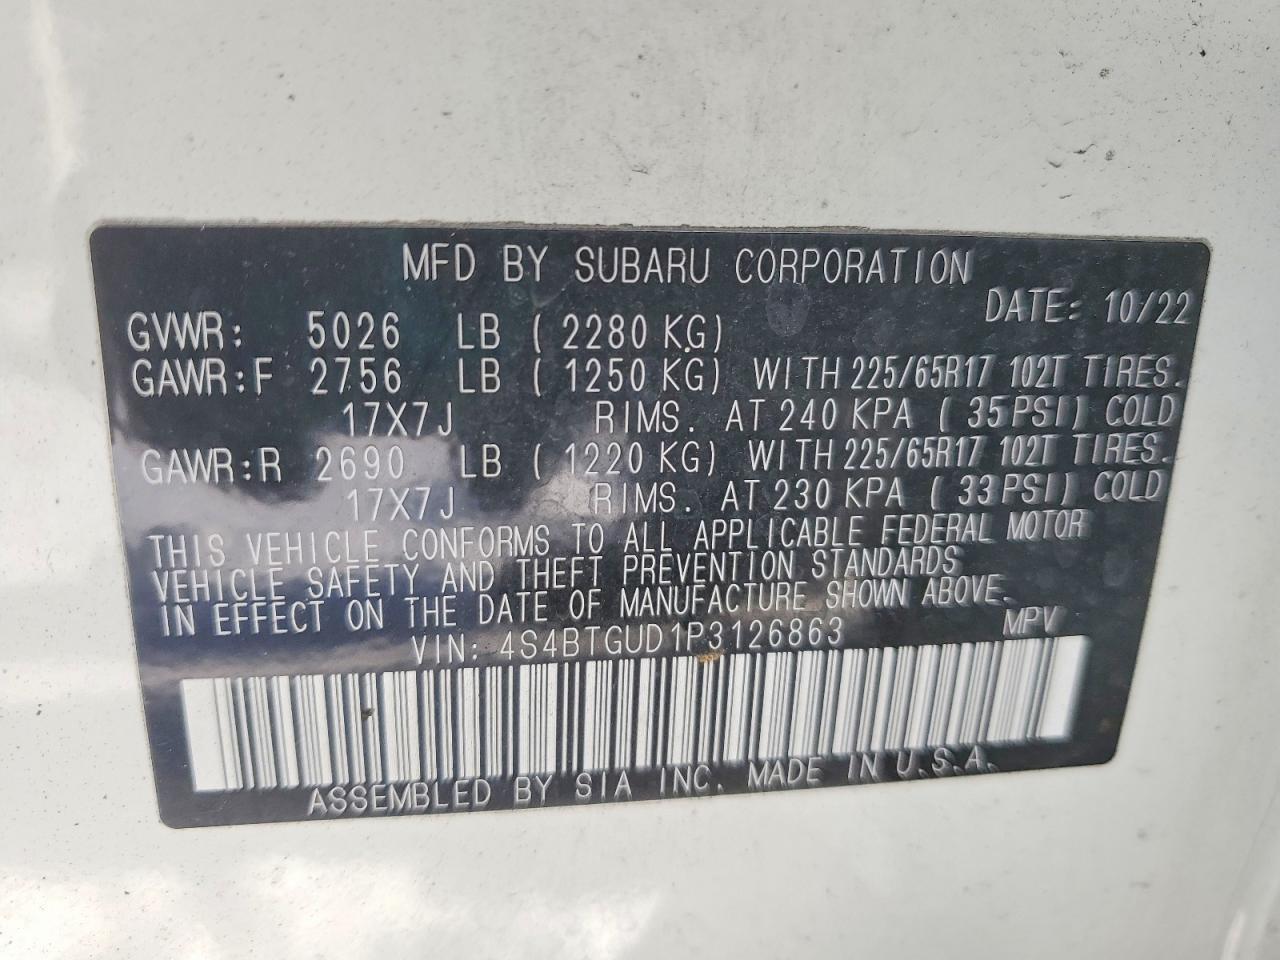 MFD BY SUBARU CORPORATION
DATE: 10/22
GVWR: 5026 LB ( 2280 KG)
GAWR:F 2756 LB ( 1250 KG) WITH 225/65R17 102T TIRES.
17X7J RIMS. AT 240 KPA ( 35PSI) COLD
GAWR:R 2690 LB ( 1220 KG) WITH 225/65R17 102T TIRES.
17X7J RIMS. AT 230 KPA ( 33PSI) COLD
THIS VEHICLE CONFORMS TO ALL APPLICABLE FEDERAL MOTOR
VEHICLE SAFETY AND THEFT PREVENTION STANDARDS
IN EFFECT ON THE DATE OF MANUFACTURE SHOWN ABOVE.
VIN: 4S4BTGUD1P3126863 MPV
ASSEMBLED BY SIA INC. MADE IN U.S.A.